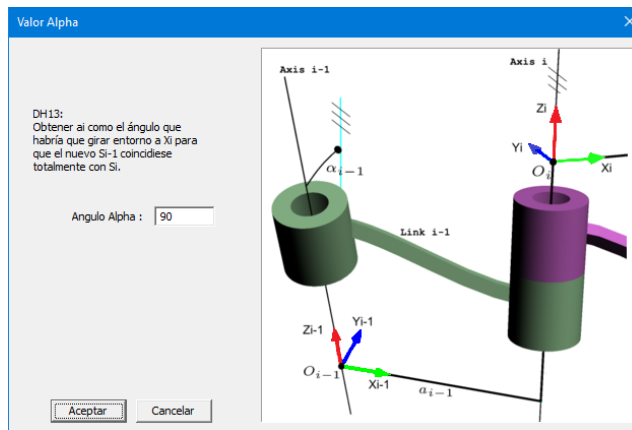 Valor Alpha
DH13:
Obtener ai como el ángulo que
habría que girar entorno a Xi para
que el nuevo Si-1 coincidiese
totalmente con Si.
Angulo Alpha : 90
Aceptar Cancelar
Axis i-1
Axis i
Zi
Yi
Xi
Oi
αi−1
Link i-1
Zi-1
Yi-1
Oi−1
Xi-1
ai−1